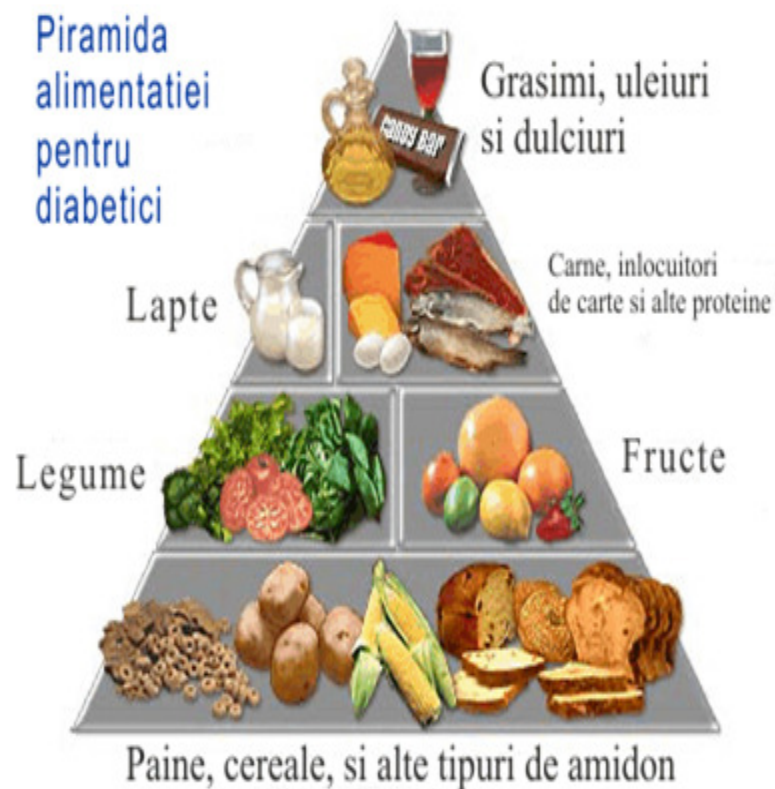 Piramida
alimentatiei
pentru
diabetici
Grasimi, uleiuri
si dulciuri
CANDY BAR
Lapte
Carne, inlocuitori
de carte si alte proteine
Legume
Fructe
Paine, cereale, si alte tipuri de amidon